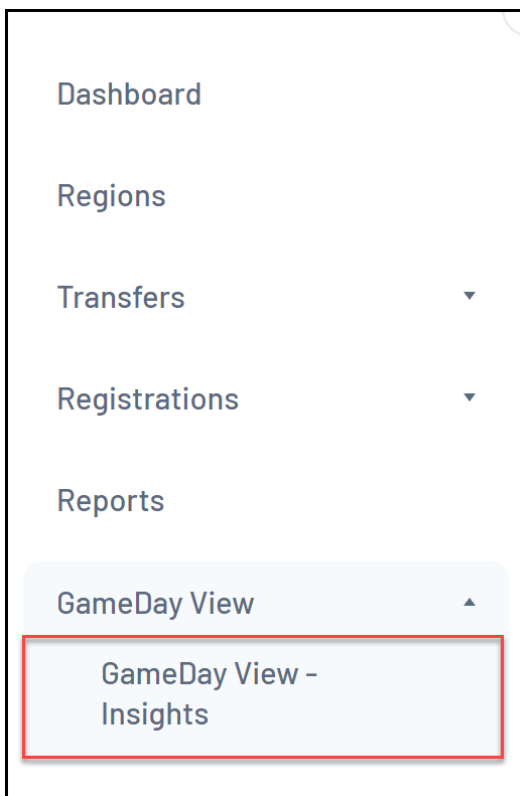 Dashboard
Regions
Transfers
Registrations
Reports
GameDay View
GameDay View -
Insights